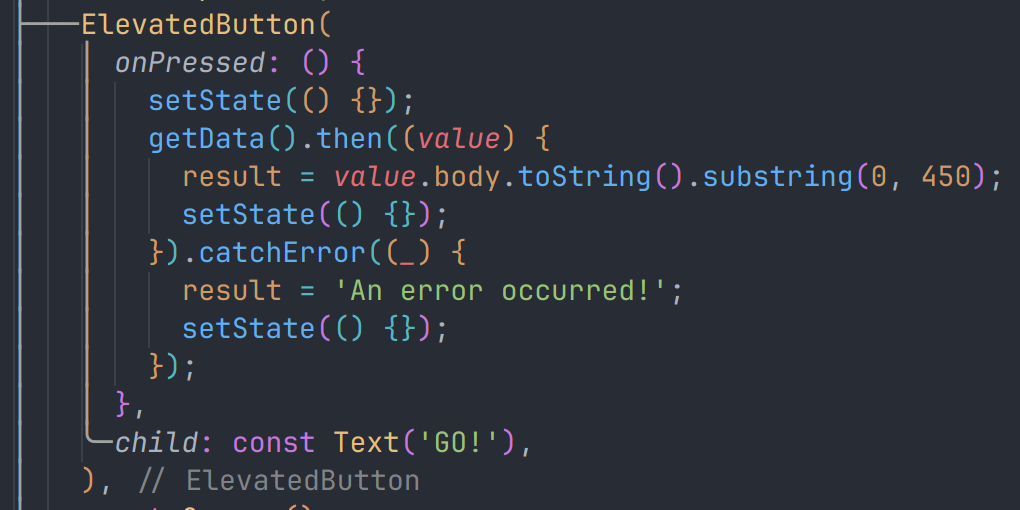 ElevatedButton(
onPressed: () {
setState(() {});
getData().then((value) {
result = value.body.toString().substring(0, 450);
setState(() {});
}).catchError((_) {
result = 'An error occurred!';
setState(() {});
});
},
child: const Text('GO!'),
), // ElevatedButton